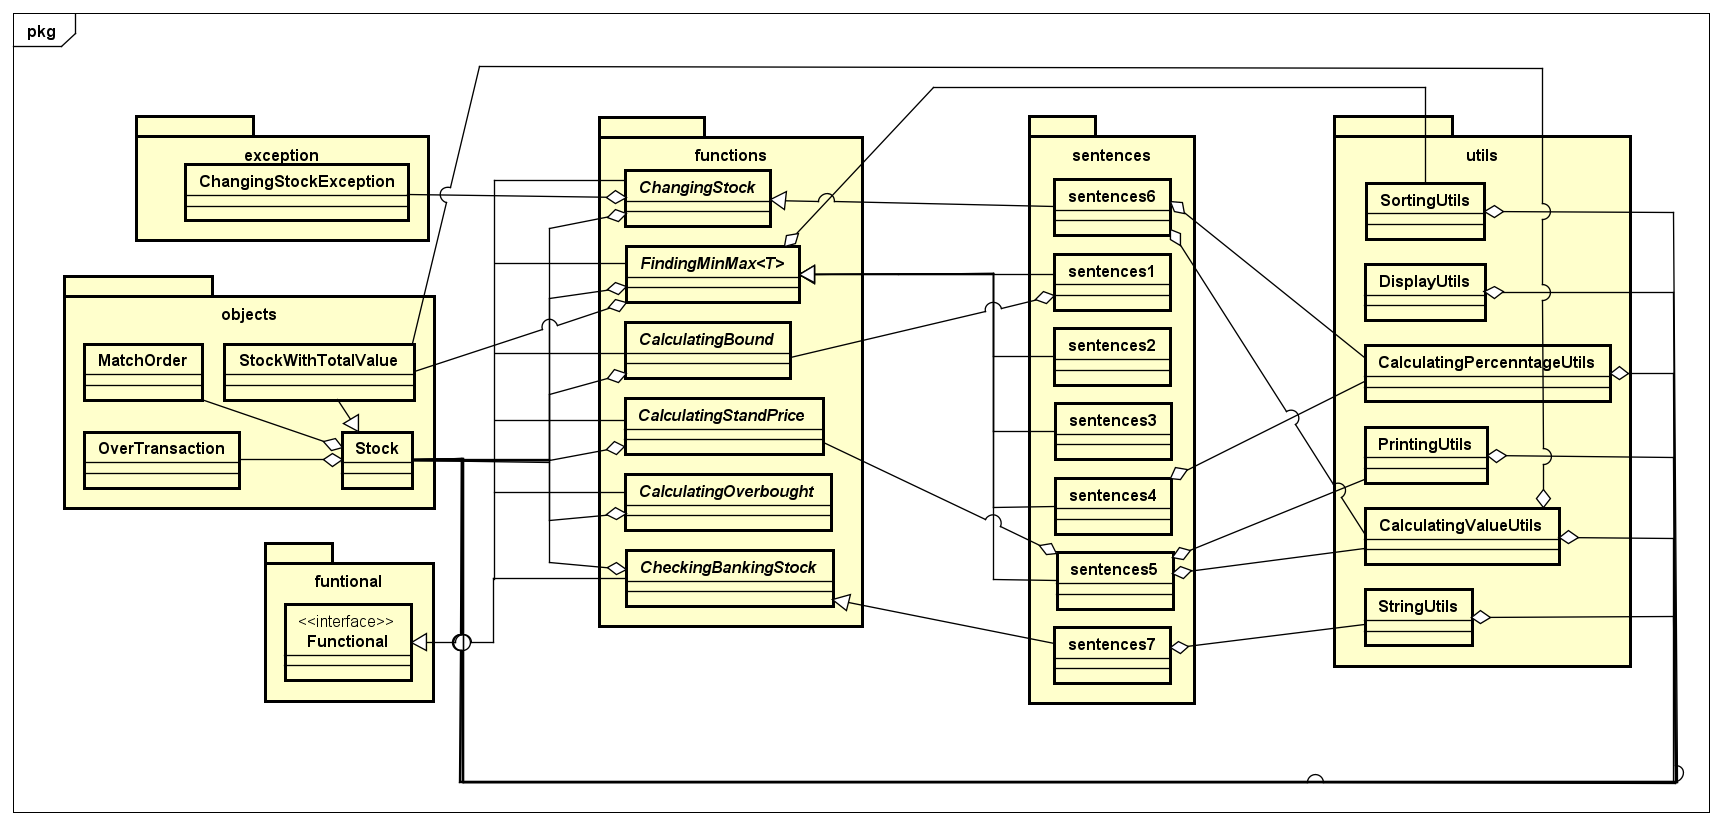 pkg
exception
ChangingStockException
objects
MatchOrder
StockWithTotalValue
OverTransaction
Stock
funtional
<<interface>>
Functional
functions
ChangingStock
FindingMinMax<T>
CalculatingBound
CalculatingStandPrice
CalculatingOverbought
CheckingBankingStock
sentences
sentences6
sentences1
sentences2
sentences3
sentences4
sentences5
sentences7
utils
SortingUtils
DisplayUtils
CalculatingPercenntageUtils
PrintingUtils
CalculatingValueUtils
StringUtils